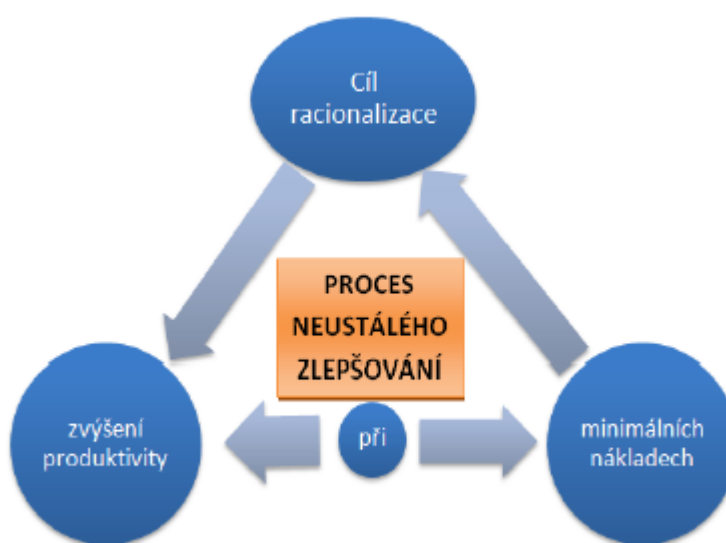 Cíl
racionalizace
PROCES
NEUSTÁLÉHO
ZLEPŠOVÁNÍ
zvýšení
produktivity
při
minimálních
nákladech